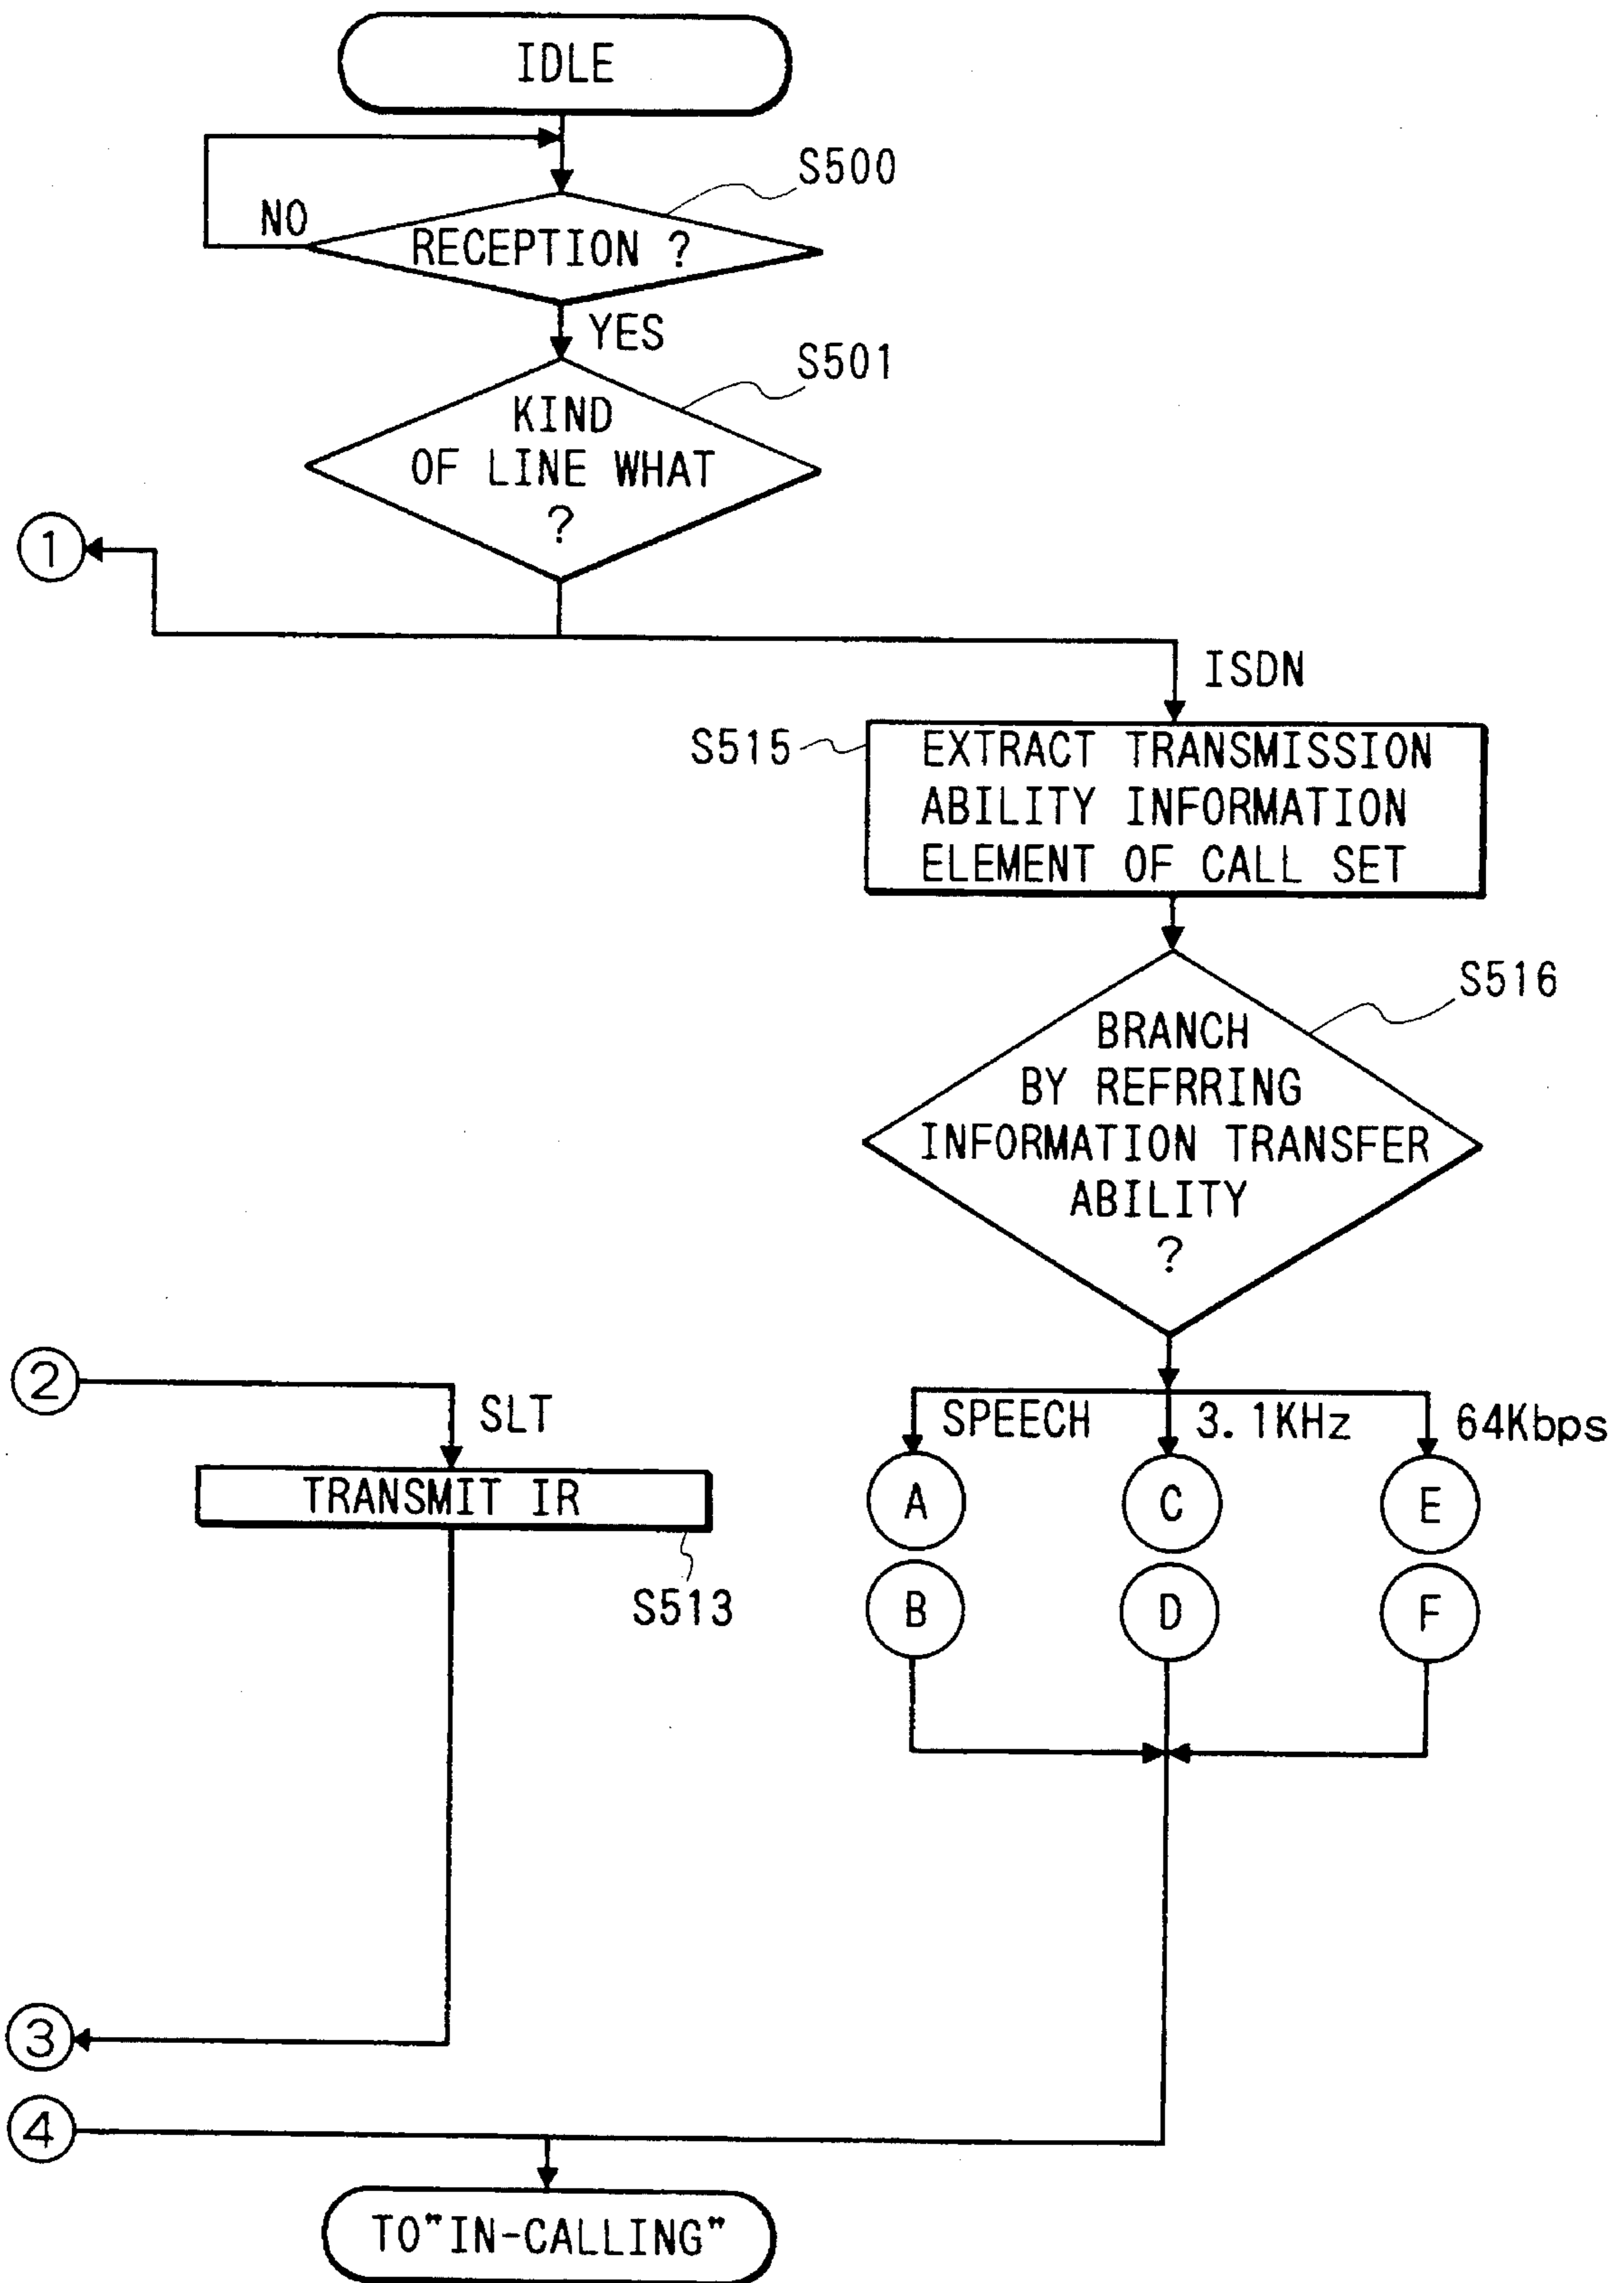 IDLE
S500
NO
RECEPTION ?
YES
S501
KIND
OF LINE WHAT
?
1
ISDN
S515
EXTRACT TRANSMISSION
ABILITY INFORMATION
ELEMENT OF CALL SET
S516
BRANCH
BY REFRRING
INFORMATION TRANSFER
ABILITY
?
2
SLT
SPEECH
3.1KHz
64Kbps
TRANSMIT IR
A
C
E
S513
B
D
F
3
4
TO"IN-CALLING"